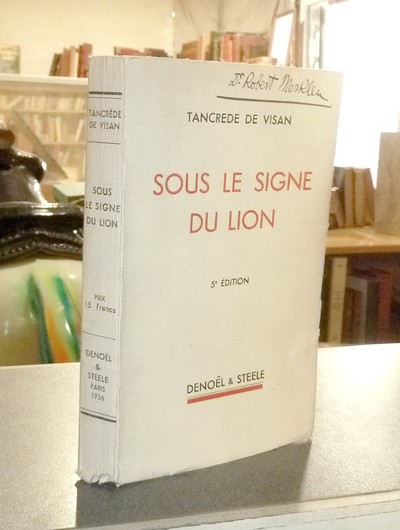 TANCRÈDE
DE VISAN
SOUS
LE SIGNE
DU LION
PRIX
15 Francs
DENOËL
&
STEELE
PARIS
1936
Dr Robert Merklen
TANCREDE DE VISAN
SOUS LE SIGNE
DU LION
5e ÉDITION
DENOËL & STEELE